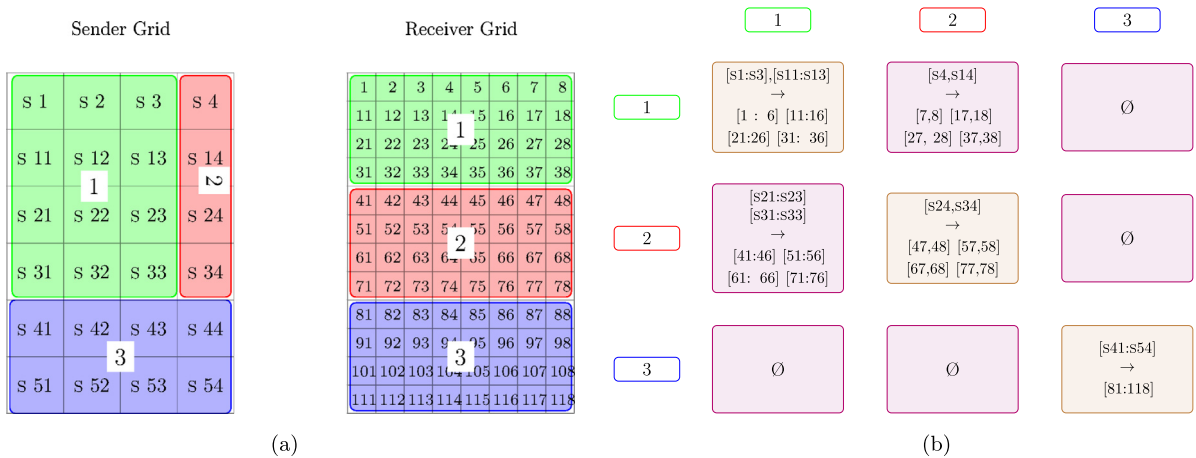 Sender Grid
Receiver Grid
S 1 S 2 S 3 S 4
S 11 S 12 S 13 S 14
1
2
S 21 S 22 S 23 S 24
S 31 S 32 S 33 S 34
S 41 S 42 S 43 S 44
3
S 51 S 52 S 53 S 54
1 2 3 4 5 6 7 8
11 12 13 14 15 16 17 18
1
21 22 23 24 25 26 27 28
31 32 33 34 35 36 37 38
41 42 43 44 45 46 47 48
51 52 53 54 55 56 57 58
2
61 62 63 64 65 66 67 68
71 72 73 74 75 76 77 78
81 82 83 84 85 86 87 88
91 92 93 94 95 96 97 98
3
101 102 103 104 105 106 107 108
111 112 113 114 115 116 117 118
(a)
1 2 3
1
[S1:S3],[S11:S13]
→
[1 : 6] [11:16]
[21:26] [31: 36]
[S4,S14]
→
[7,8] [17,18]
[27, 28] [37,38]
∅
2
[S21:S23]
[S31:S33]
→
[41:46] [51:56]
[61: 66] [71:76]
[S24,S34]
→
[47,48] [57,58]
[67,68] [77,78]
∅
3
∅
∅
[S41:S54]
→
[81:118]
(b)